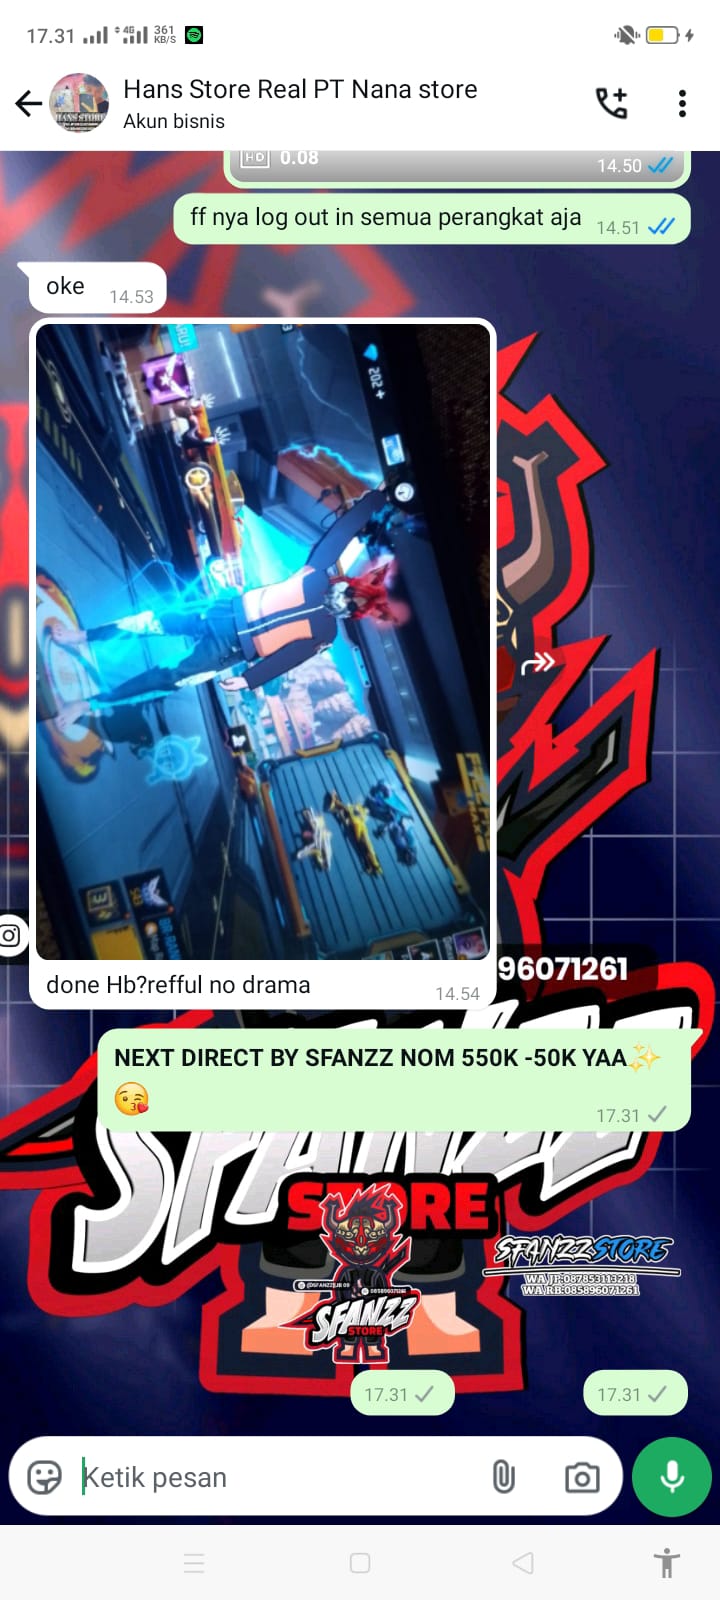 17.31
4G
361
KB/S
Hans Store Real PT Nana store
Akun bisnis
HD 0.08
14.50
ff nya log out in semua perangkat aja
14.51
oke
14.53
+ 202
done Hb?refful no drama
14.54
96071261
NEXT DIRECT BY SFANZZ NOM 550K -50K YAA✨
😘
17.31
SFANZZ
STORE
SFANZZ
STORE
SFANZZSTORE
WA JB:087853113218
WA RB:085896071261
17.31
17.31
Ketik pesan